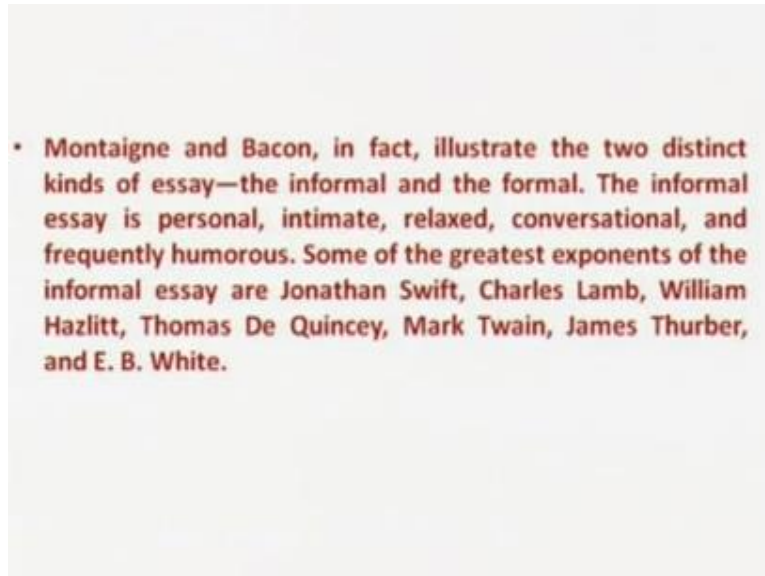 • Montaigne and Bacon, in fact, illustrate the two distinct
kinds of essay—the informal and the formal. The informal
essay is personal, intimate, relaxed, conversational, and
frequently humorous. Some of the greatest exponents of the
informal essay are Jonathan Swift, Charles Lamb, William
Hazlitt, Thomas De Quincey, Mark Twain, James Thurber,
and E. B. White.